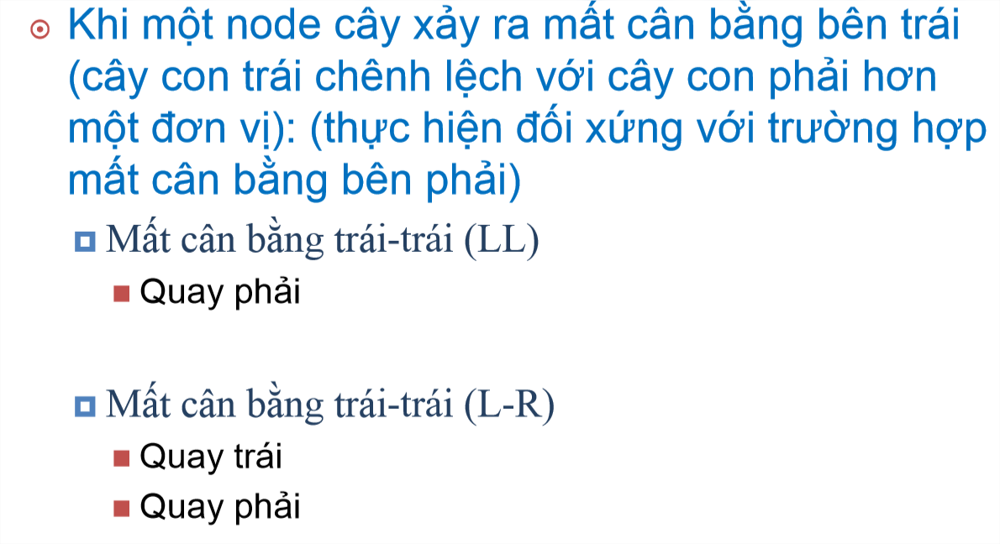 Khi một node cây xảy ra mất cân bằng bên trái
(cây con trái chênh lệch với cây con phải hơn
một đơn vị): (thực hiện đối xứng với trường hợp
mất cân bằng bên phải)
Mất cân bằng trái-trái (LL)
Quay phải
Mất cân bằng trái-trái (L-R)
Quay trái
Quay phải